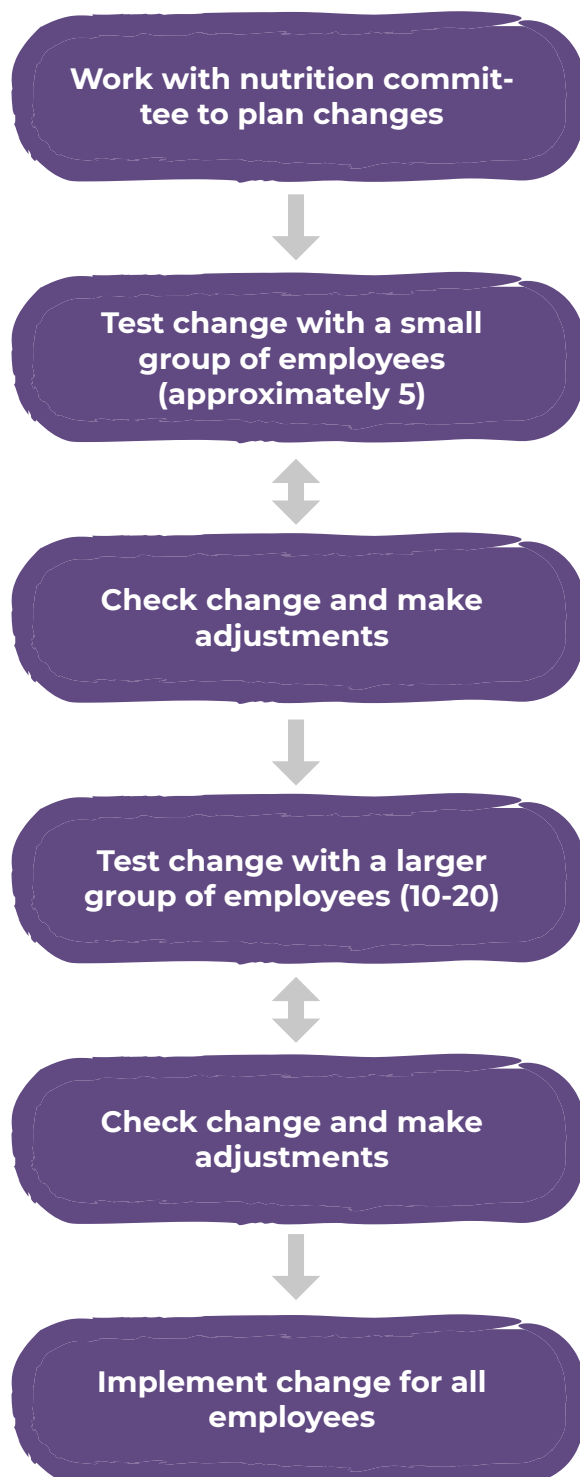 Work with nutrition commit-
tee to plan changes
Test change with a small
group of employees
(approximately 5)
Check change and make
adjustments
Test change with a larger
group of employees (10-20)
Check change and make
adjustments
Implement change for all
employees